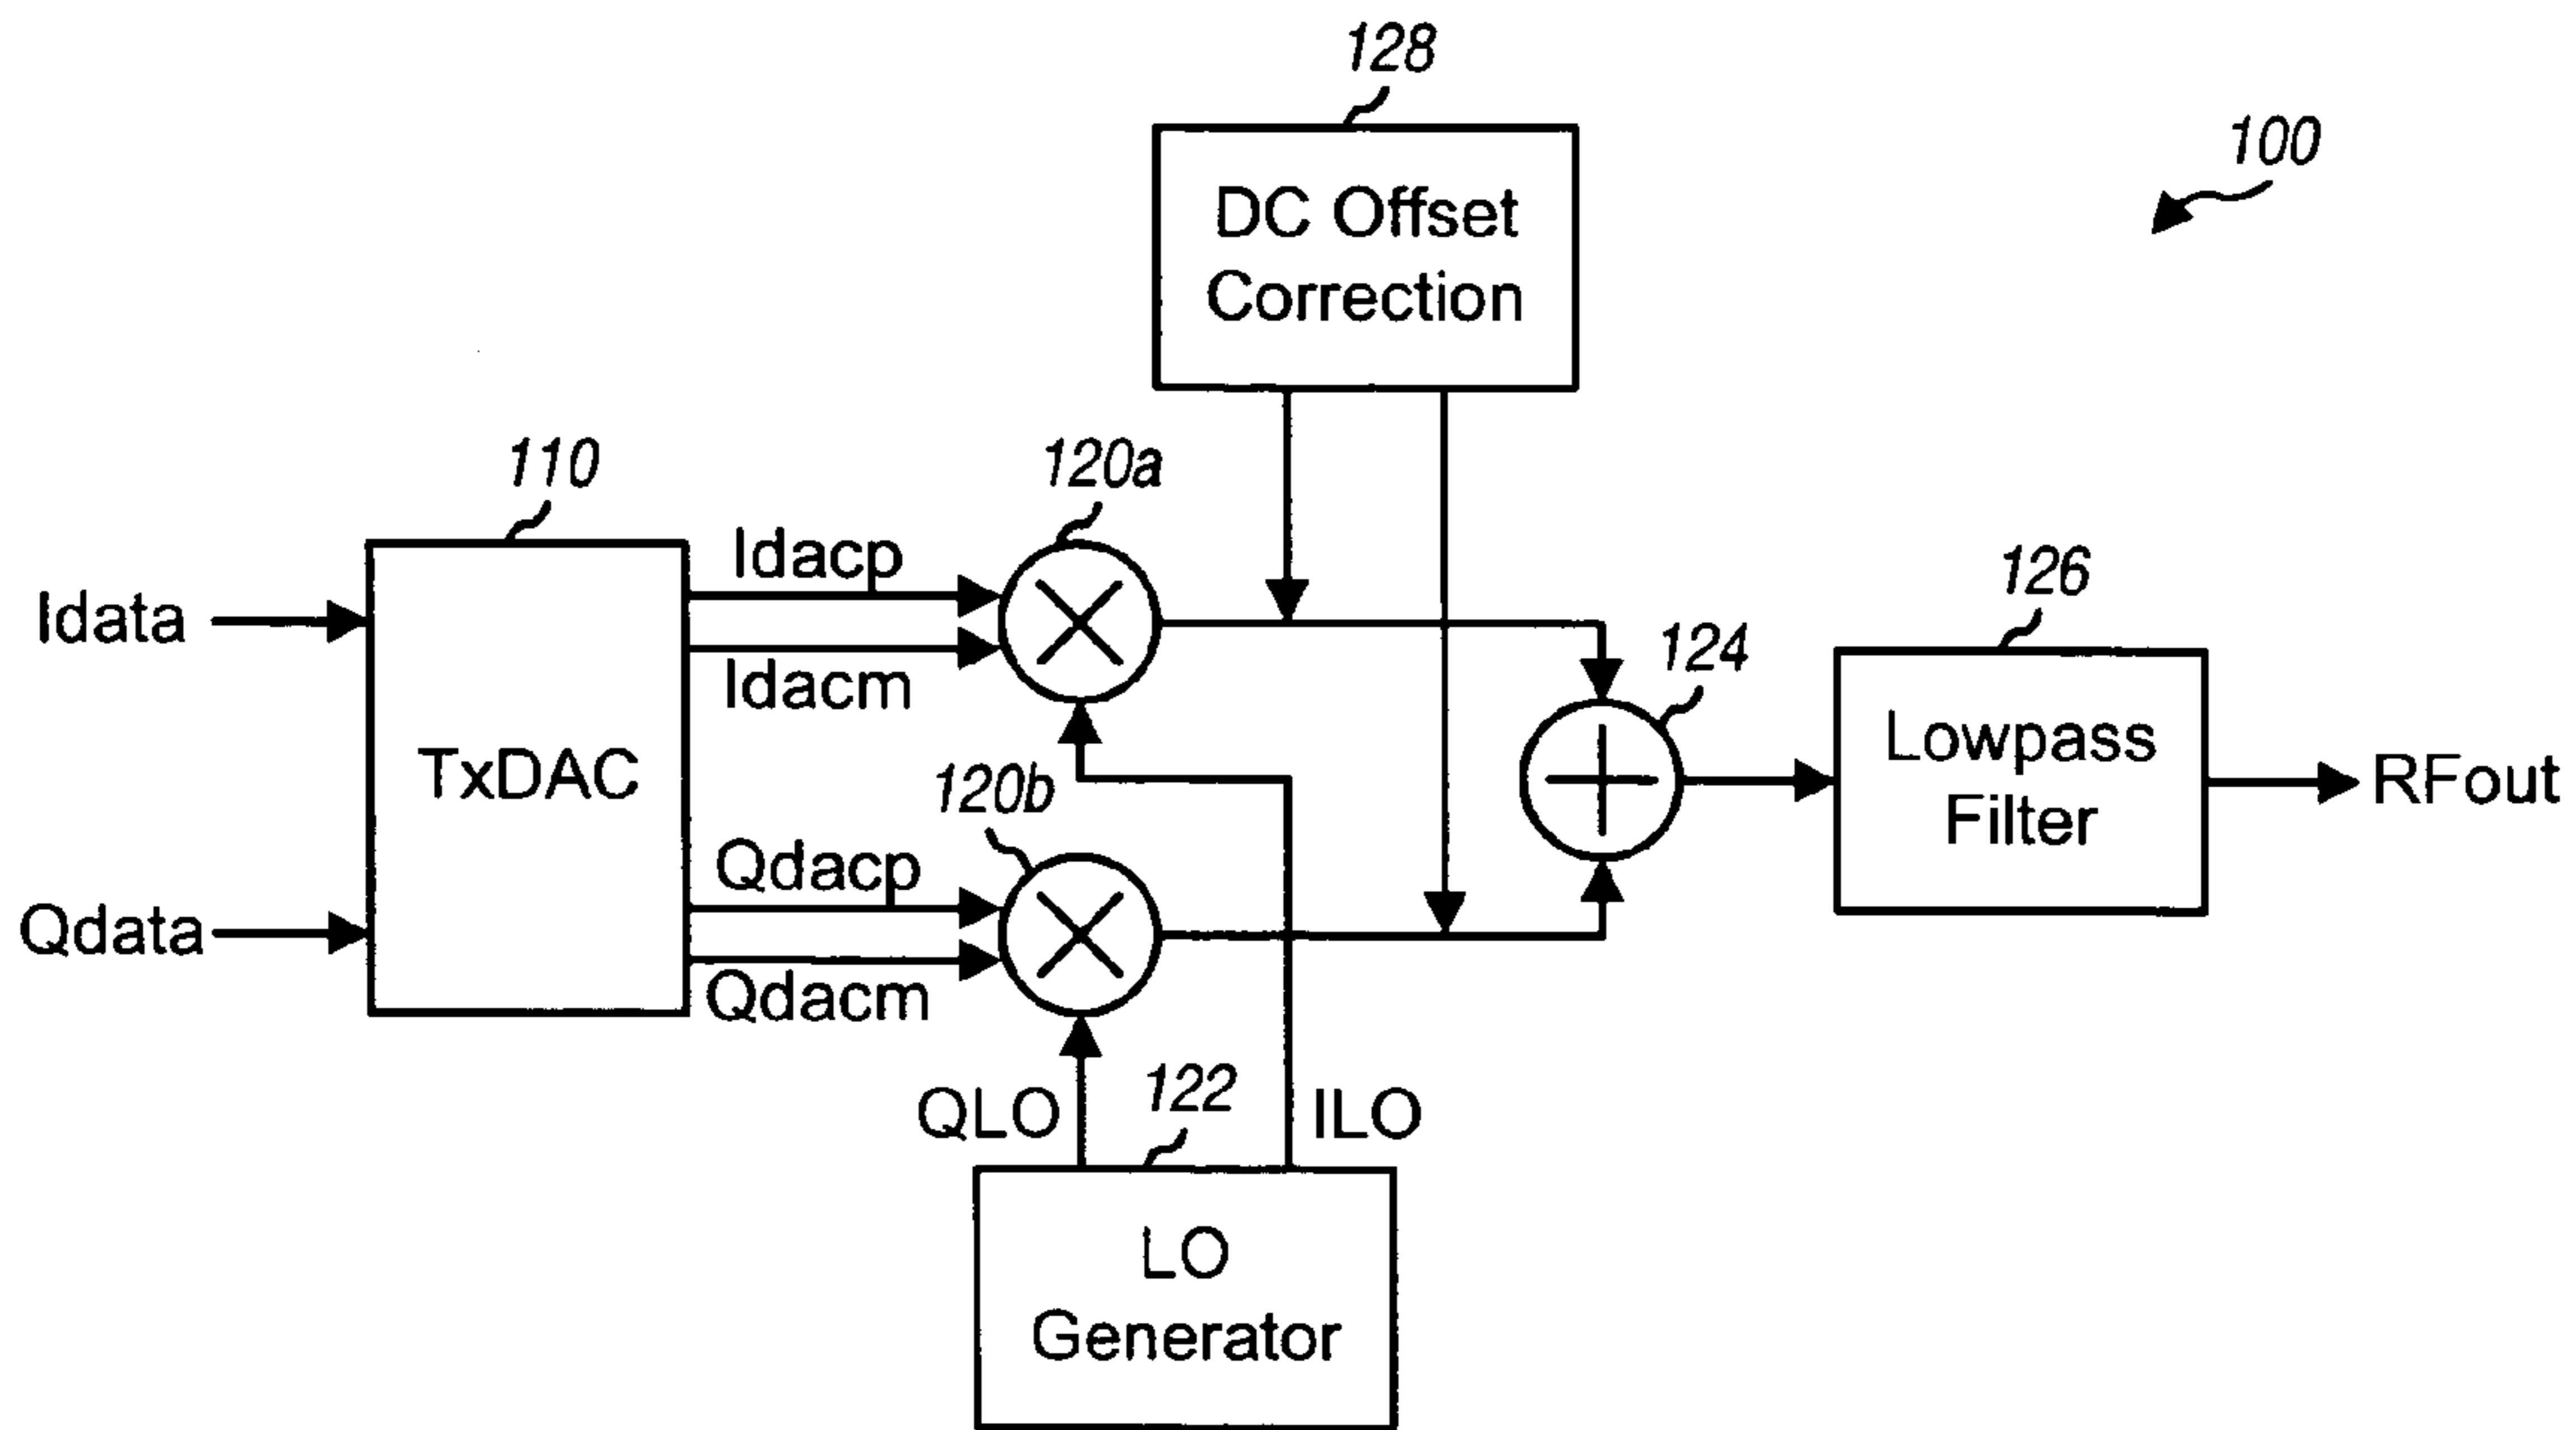 128
100
DC Offset
Correction
110
120a
Idacp
126
Idata
Idacm
124
TxDAC
120b
Lowpass
Filter
RFout
Qdacp
Qdata
Qdacm
QLO
122
ILO
LO
Generator